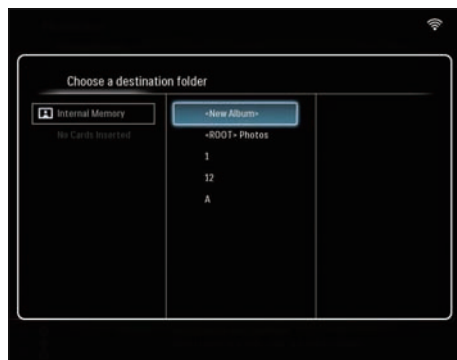 Choose a destination folder
Internal Memory
No Cards Inserted
<New Album>
<ROOT> Photos
1
12
A